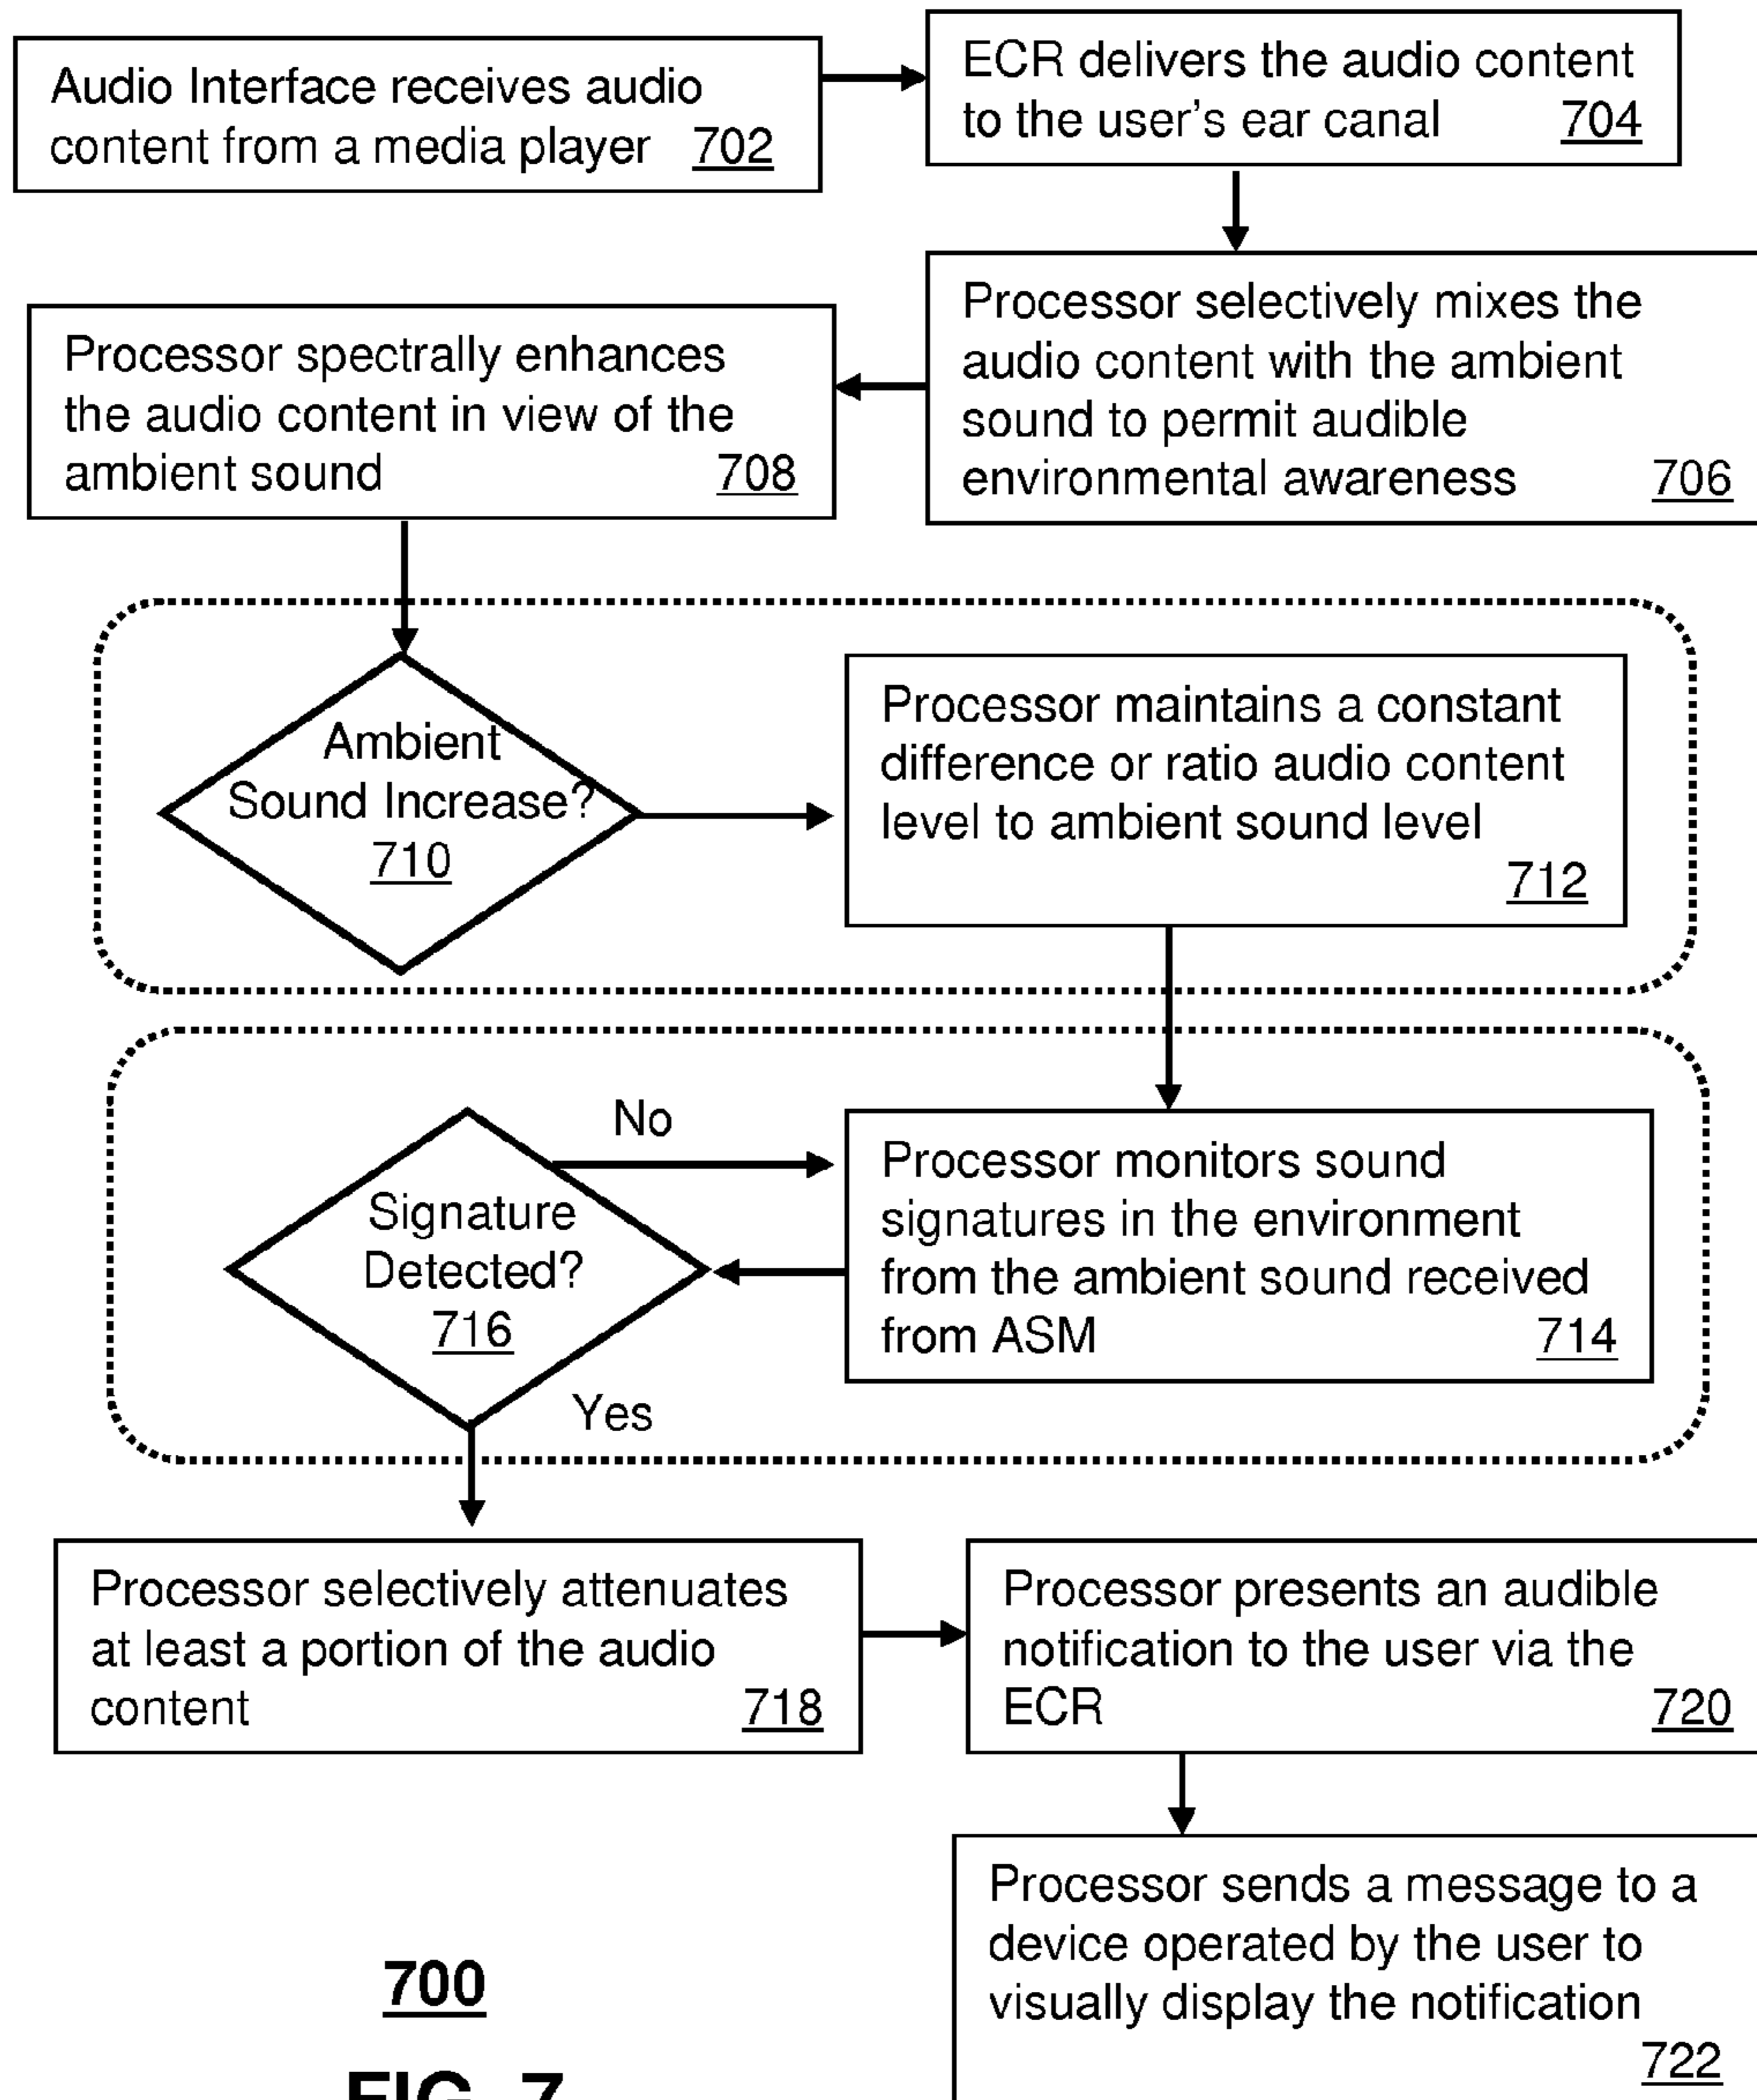 Audio Interface receives audio
content from a media player 702
ECR delivers the audio content
to the user's ear canal 704
Processor selectively mixes the
audio content with the ambient
sound to permit audible
environmental awareness 706
Processor spectrally enhances
the audio content in view of the
ambient sound 708
Ambient
Sound Increase?
710
Processor maintains a constant
difference or ratio audio content
level to ambient sound level
712
No
Processor monitors sound
signatures in the environment
from the ambient sound received
from ASM 714
Signature
Detected?
716
Yes
Processor selectively attenuates
at least a portion of the audio
content 718
Processor presents an audible
notification to the user via the
ECR 720
Processor sends a message to a
device operated by the user to
visually display the notification
722
700
FIG. 7